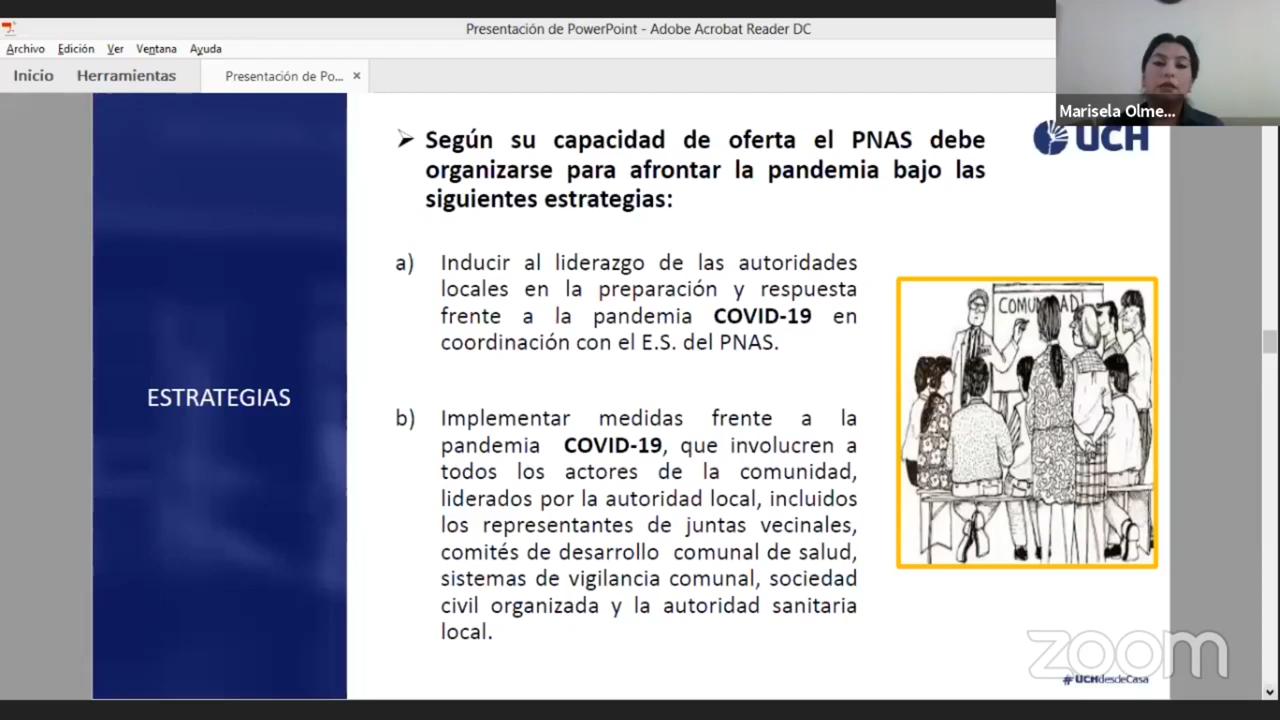 Presentación de PowerPoint - Adobe Acrobat Reader DC
Archivo Edición Ver Ventana Ayuda
Inicio Herramientas Presentación de Po... ×
Marisela Olme...
UCH
➤ Según su capacidad de oferta el PNAS debe
organizarse para afrontar la pandemia bajo las
siguientes estrategias:
a) Inducir al liderazgo de las autoridades
locales en la preparación y respuesta
frente a la pandemia COVID-19 en
coordinación con el E.S. del PNAS.
COMUNIDAD
ESTRATEGIAS
b) Implementar medidas frente a la
pandemia COVID-19, que involucren a
todos los actores de la comunidad,
liderados por la autoridad local, incluidos
los representantes de juntas vecinales,
comités de desarrollo comunal de salud,
sistemas de vigilancia comunal, sociedad
civil organizada y la autoridad sanitaria
local.
zoom
#UCHdesdeCasa